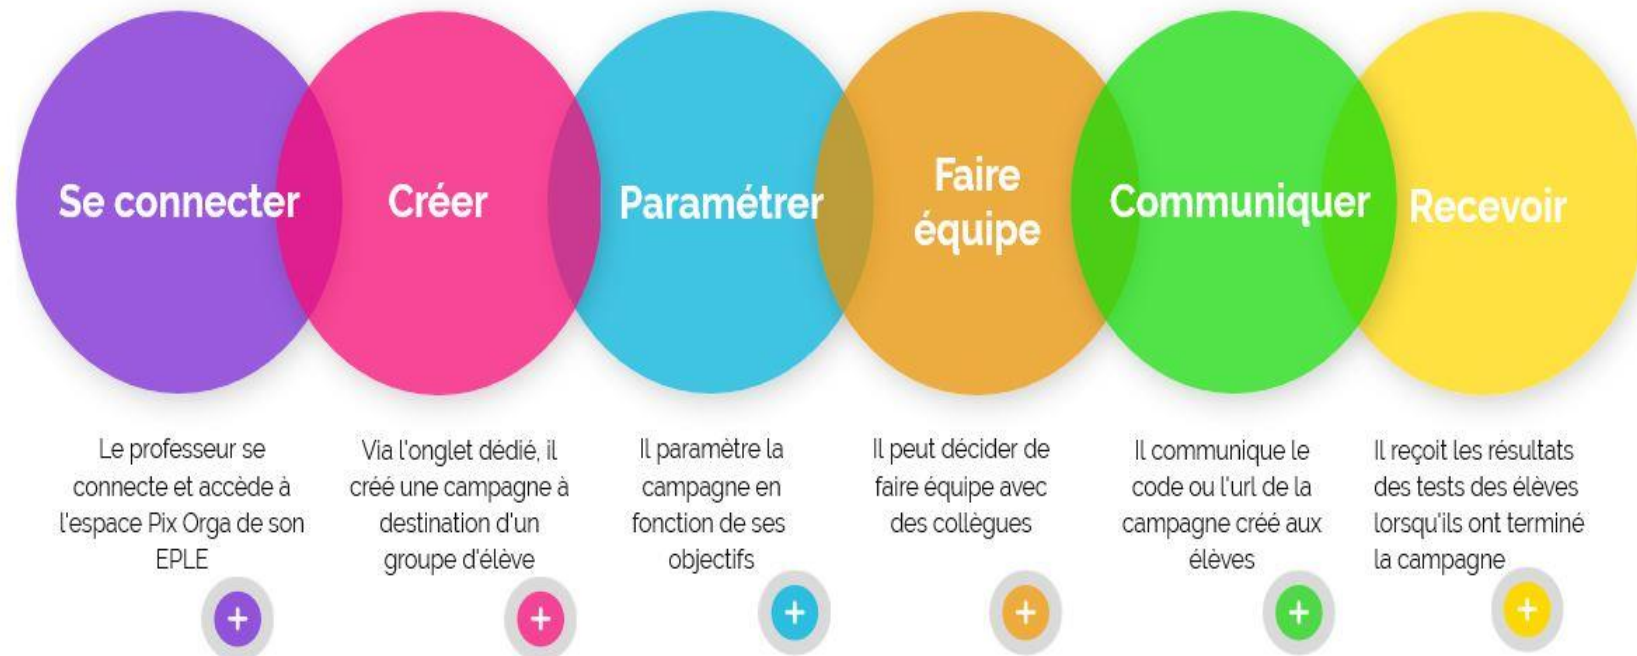 Se connecter
Créer
Paramétrer
Faire
équipe
Communiquer
Recevoir
Le professeur se
connecte et accède à
l'espace Pix Orga de son
EPLE
Via l'onglet dédié, il
créé une campagne à
destination d'un
groupe d'élève
Il paramètre la
campagne en
fonction de ses
objectifs
Il peut décider de
faire équipe avec
des collègues
Il communique le
code ou l'url de la
campagne créé aux
élèves
Il reçoit les résultats
des tests des élèves
lorsqu'ils ont terminé
la campagne
+
+
+
+
+
+